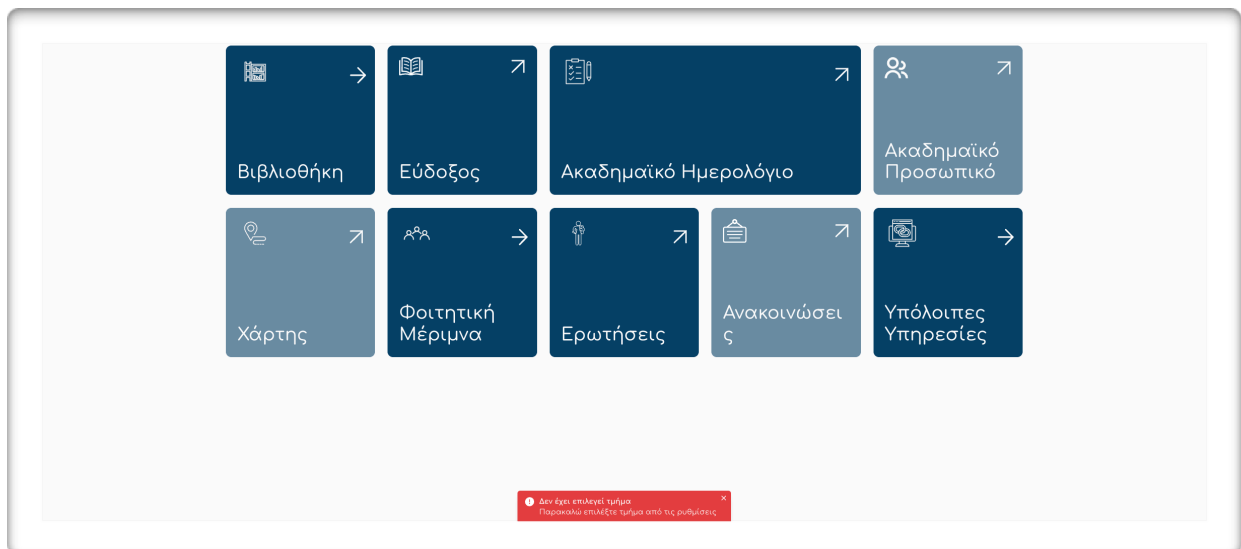 Βιβλιοθήκη
Εύδοξος
Ακαδημαϊκό Ημερολόγιο
Ακαδημαϊκό
Προσωπικό
Χάρτης
Φοιτητική
Μέριμνα
Ερωτήσεις
Ανακοινώσει
ς
Υπόλοιπες
Υπηρεσίες
Δεν έχει επιλεγεί τμήμα
Παρακαλώ επιλέξτε τμήμα από τις ρυθμίσεις